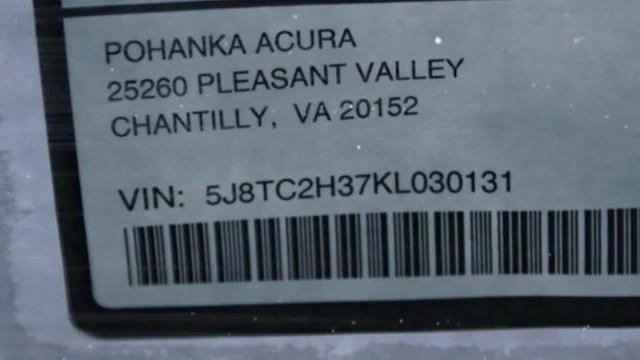 POHANKA ACURA
25260 PLEASANT VALLEY
CHANTILLY, VA 20152
VIN: 5J8TC2H37KL030131